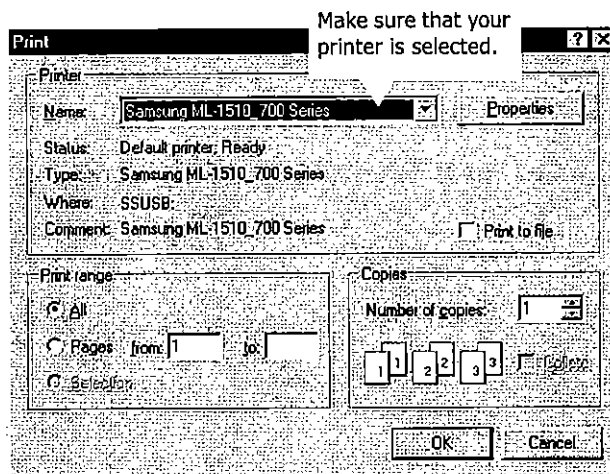 Make sure that your
printer is selected.
Print
Printer
Name: Samsung ML-1510_700 Series Properties
Status: Default printer; Ready
Type: Samsung ML-1510_700 Series
Where: SSUSB:
Comment: Samsung ML-1510_700 Series Print to file
Print range
All
Pages from: 1 to:
Selection
Copies
Number of copies: 1
1 1 2 2 3 3 Collate
OK Cancel